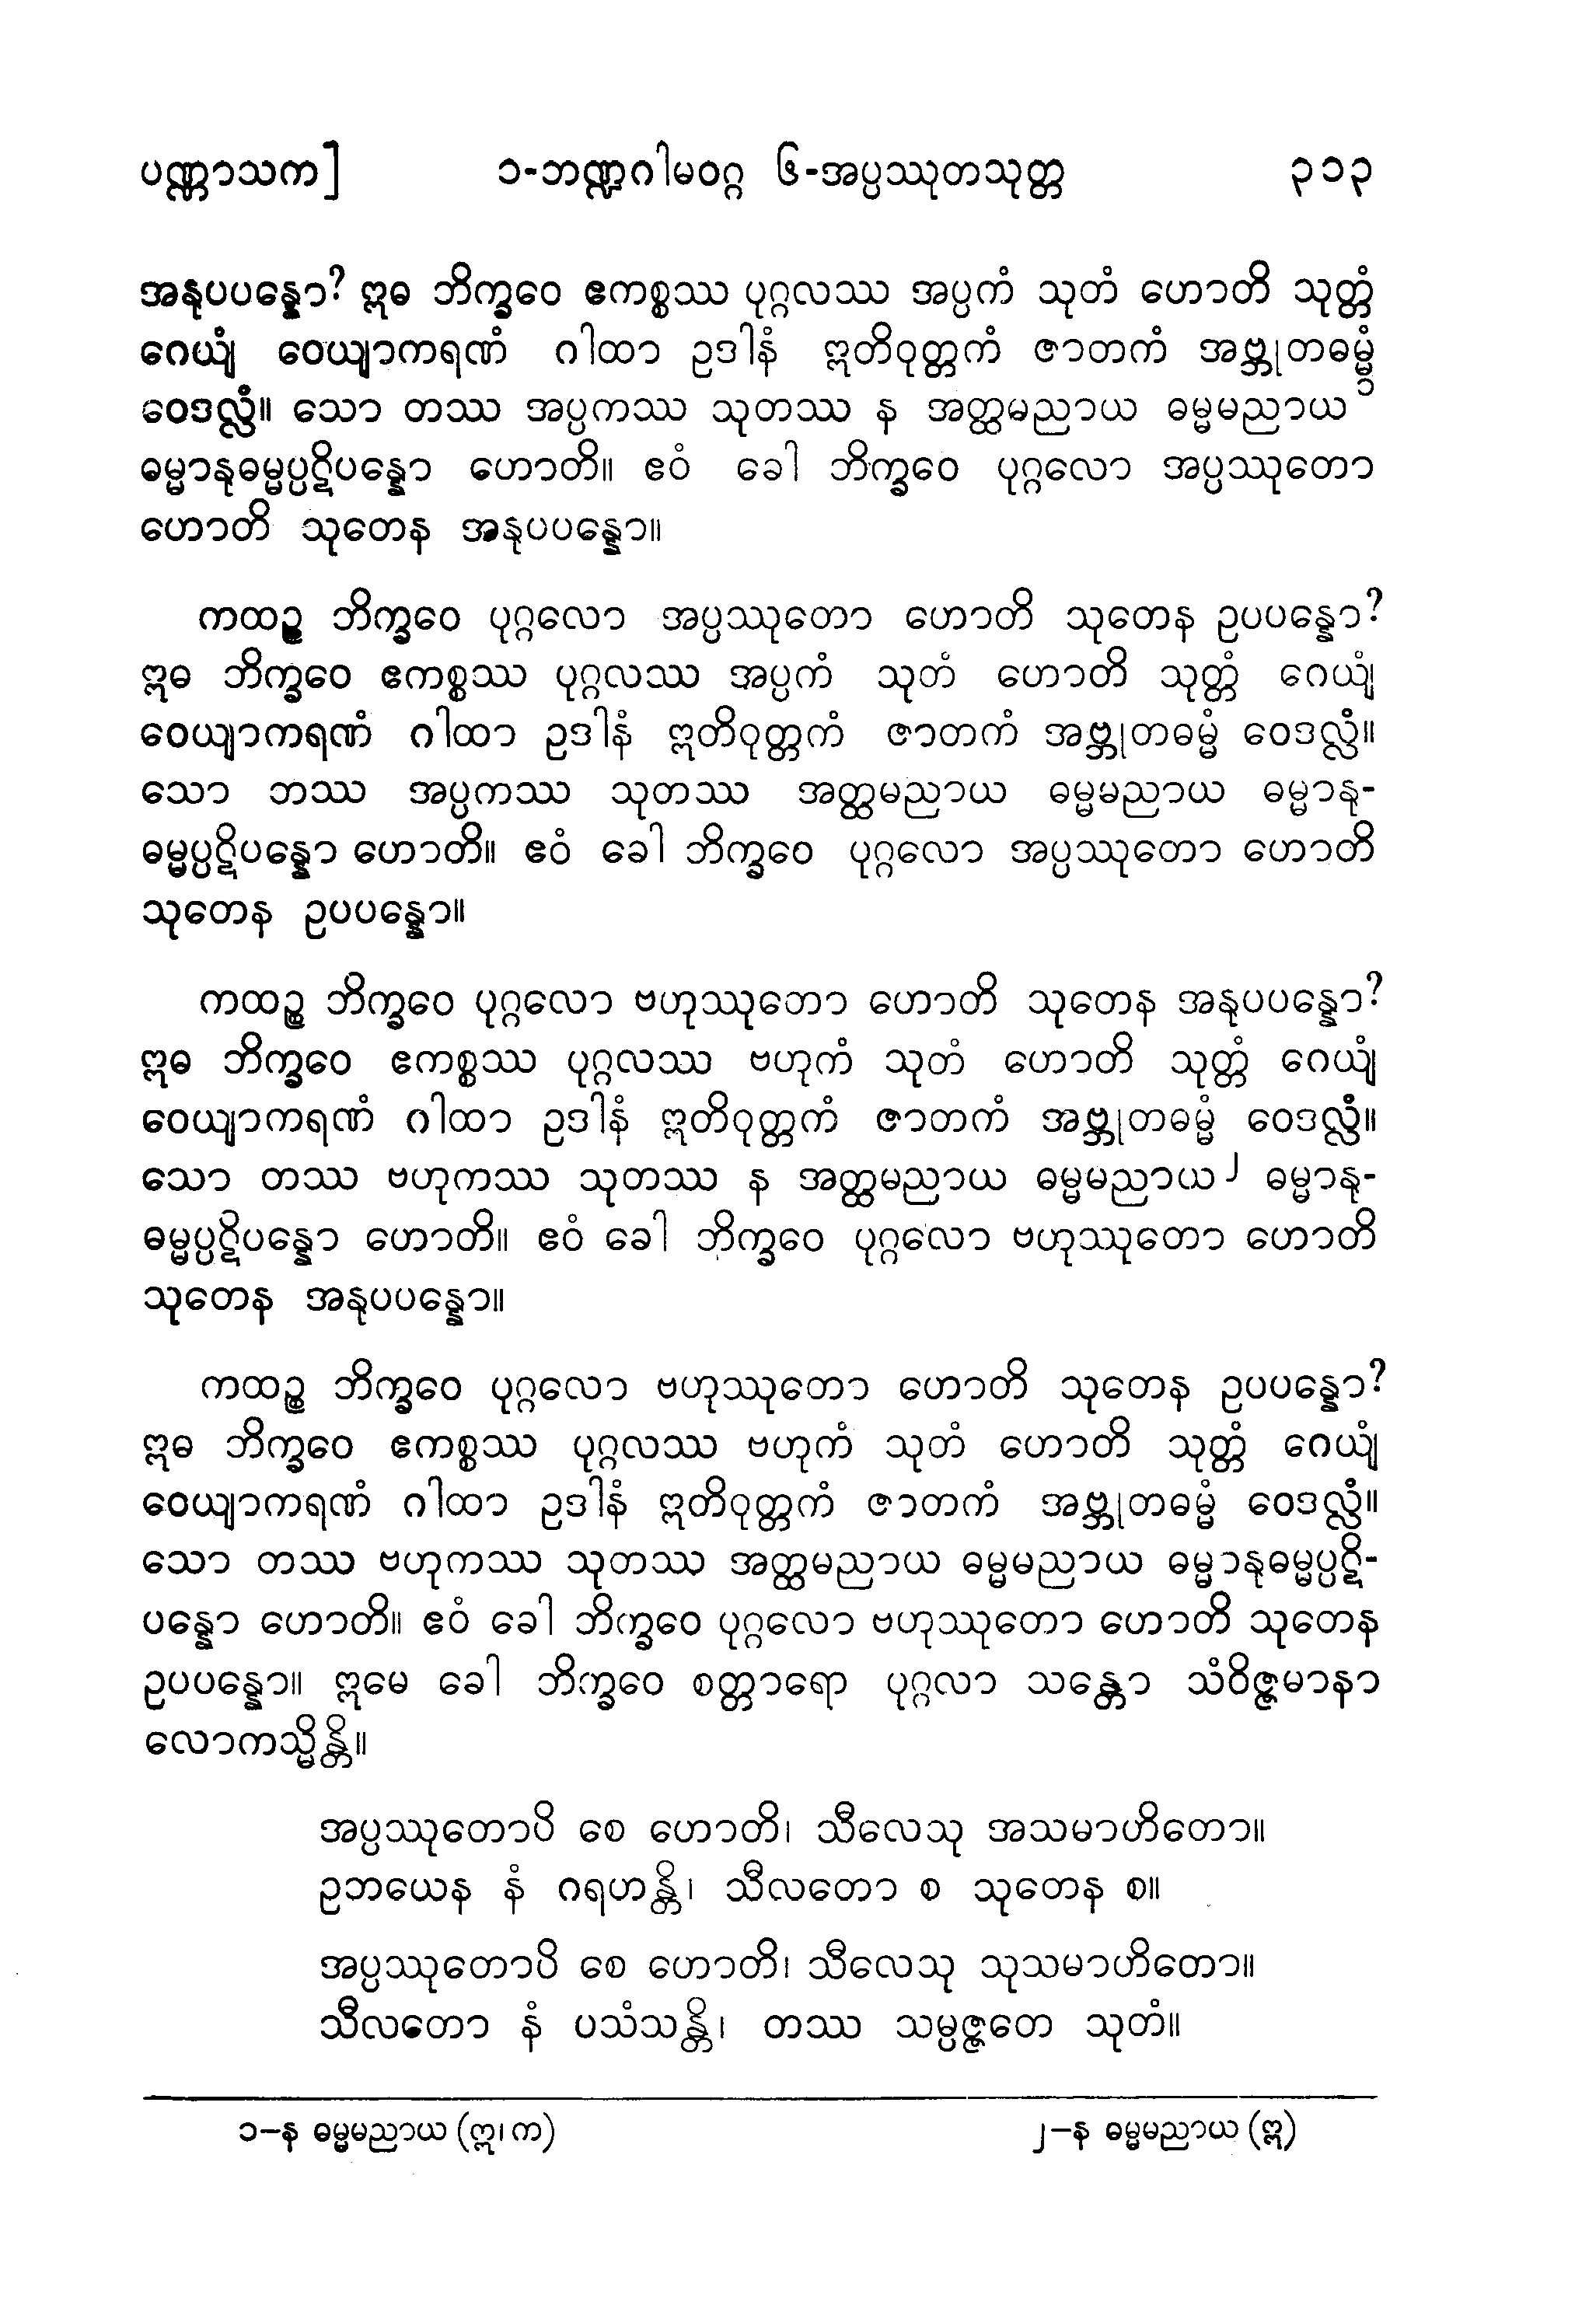 ပဏ္ဏာသက] ၁-ဘဏ္ဍဂါမဝဂ္ဂ ၆-အပ္ပဿုတသုတ္တ ၃၁၃
အနုပပန္နော? ဣဓ ဘိက္ခဝေ ဧကစ္စဿ ပုဂ္ဂလဿ အပ္ပကံ သုတံ ဟောတိ သုတ္တံ
ဂေယျံ ဝေယျာကရဏံ ဂါထာ ဥဒါနံ ဣတိဝုတ္တကံ ဇာတကံ အဗ္ဘုတဓမ္မံ
ဝေဒလ္လံ။ သော တဿ အပ္ပကဿ သုတဿ န အတ္ထမညာယ ဓမ္မမညာယ ၁
ဓမ္မာနုဓမ္မပ္ပဋိပန္နော ဟောတိ။ ဧဝံ ခေါ ဘိက္ခဝေ ပုဂ္ဂလော အပ္ပဿုတော
ဟောတိ သုတေန အနုပပန္နော။
ကထဉ္စ ဘိက္ခဝေ ပုဂ္ဂလော အပ္ပဿုတော ဟောတိ သုတေန ဥပပန္နော?
ဣဓ ဘိက္ခဝေ ဧကစ္စဿ ပုဂ္ဂလဿ အပ္ပကံ သုတံ ဟောတိ သုတ္တံ ဂေယျံ
ဝေယျာကရဏံ ဂါထာ ဥဒါနံ ဣတိဝုတ္တကံ ဇာတကံ အဗ္ဘုတဓမ္မံ ဝေဒလ္လံ။
သော ဘဿ အပ္ပကဿ သုတဿ အတ္ထမညာယ ဓမ္မမညာယ ဓမ္မာနု-
ဓမ္မပ္ပဋိပန္နော ဟောတိ။ ဧဝံ ခေါ ဘိက္ခဝေ ပုဂ္ဂလော အပ္ပဿုတော ဟောတိ
သုတေန ဥပပန္နော။
ကထဉ္စ ဘိက္ခဝေ ပုဂ္ဂလော ဗဟုဿုဘော ဟောတိ သုတေန အနုပပန္နော?
ဣဓ ဘိက္ခဝေ ဧကစ္စဿ ပုဂ္ဂလဿ ဗဟုကံ သုတံ ဟောတိ သုတ္တံ ဂေယျံ
ဝေယျာကရဏံ ဂါထာ ဥဒါနံ ဣတိဝုတ္တကံ ဇာတကံ အဗ္ဘုတဓမ္မံ ဝေဒလ္လံ။
သော တဿ ဗဟုကဿ သုတဿ န အတ္ထမညာယ ဓမ္မမညာယ ၂ ဓမ္မာနု-
ဓမ္မပ္ပဋိပန္နော ဟောတိ။ ဧဝံ ခေါ ဘိက္ခဝေ ပုဂ္ဂလော ဗဟုဿုတော ဟောတိ
သုတေန အနုပပန္နော။
ကထဉ္စ ဘိက္ခဝေ ပုဂ္ဂလော ဗဟုဿုတော ဟောတိ သုတေန ဥပပန္နော?
ဣဓ ဘိက္ခဝေ ဧကစ္စဿ ပုဂ္ဂလဿ ဗဟုကံ သုတံ ဟောတိ သုတ္တံ ဂေယျံ
ဝေယျာကရဏံ ဂါထာ ဥဒါနံ ဣတိဝုတ္တကံ ဇာတကံ အဗ္ဘုတဓမ္မံ ဝေဒလ္လံ။
သော တဿ ဗဟုကဿ သုတဿ အတ္ထမညာယ ဓမ္မမညာယ ဓမ္မာနုဓမ္မပ္ပဋိ-
ပန္နော ဟောတိ။ ဧဝံ ခေါ ဘိက္ခဝေ ပုဂ္ဂလော ဗဟုဿုတော ဟောတိ သုတေန
ဥပပန္နော။ ဣမေ ခေါ ဘိက္ခဝေ စတ္တာရော ပုဂ္ဂလာ သန္တော သံဝိဇ္ဇမာနာ
လောကသ္မိန္တိ။
အပ္ပဿုတောပိ စေ ဟောတိ၊ သီလေသု အသမာဟိတော။
ဥဘယေန နံ ဂရဟန္တိ၊ သီလတော စ သုတေန စ။
အပ္ပဿုတောပိ စေ ဟောတိ၊ သီလေသု သုသမာဟိတော။
သီလတော နံ ပသံသန္တိ၊ တဿ သမ္ပဇ္ဇတေ သုတံ။
၁–န ဓမ္မမညာယ (ဣ၊ က) ၂–န ဓမ္မမညာယ (ဣ)